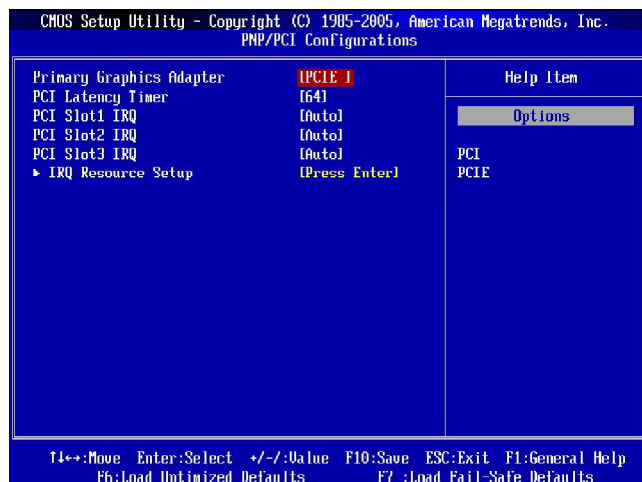 CMOS Setup Utility - Copyright (C) 1985-2005, American Megatrends, Inc.
PNP/PCI Configurations
Primary Graphics Adapter [PCIE ]
PCI Latency Timer [64]
PCI Slot1 IRQ [Auto]
PCI Slot2 IRQ [Auto]
PCI Slot3 IRQ [Auto]
► IRQ Resource Setup [Press Enter]
Help Item
Options
PCI
PCIE
↑↓←→:Move Enter:Select +/-/:Value F10:Save ESC:Exit F1:General Help
F6:Load Optimized Defaults F7 :Load Fail-Safe Defaults